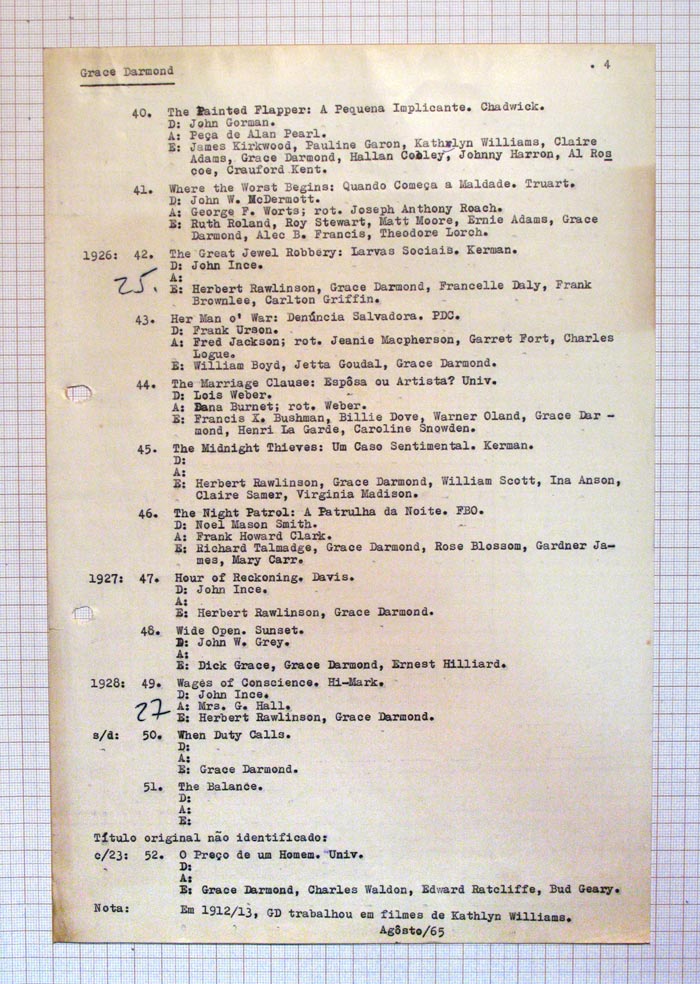 Grace Darmond . 4
40. The Painted Flapper: A Pequena Implicante. Chadwick.
D: John Gorman.
A: Peça de Alan Pearl.
E: James Kirkwood, Pauline Garon, Kathrlyn Williams, Claire
Adams, Grace Darmond, Hallan Cooley, Johnny Harron, Al Ros
coe, Crauford Kent.
41. Where the Worst Begins: Quando Começa a Maldade. Truart.
D: John W. McDermott.
A: George F. Worts; rot. Joseph Anthony Roach.
E: Ruth Roland, Roy Stewart, Matt Moore, Ernie Adams, Grace
Darmond, Alec B. Francis, Theodore Lorch.
1926: 42. The Great Jewel Robbery: Larvas Sociais. Kerman.
D: John Ince.
25. A:
E: Herbert Rawlinson, Grace Darmond, Francelle Daly, Frank
Brownlee, Carlton Griffin.
43. Her Man o' War: Denúncia Salvadora. PDC.
D: Frank Urson.
A: Fred Jackson; rot. Jeanie Macpherson, Garret Fort, Charles
Logue.
E: William Boyd, Jetta Goudal, Grace Darmond.
44. The Marriage Clause: Espôsa ou Artista? Univ.
D: Lois Weber.
A: Dana Burnet; rot. Weber.
E: Francis X. Bushman, Billie Dove, Warner Oland, Grace Dar -
mond, Henri La Garde, Caroline Snowden.
45. The Midnight Thieves: Um Caso Sentimental. Kerman.
D:
A:
E: Herbert Rawlinson, Grace Darmond, William Scott, Ina Anson,
Claire Samer, Virginia Madison.
46. The Night Patrol: A Patrulha da Noite. FBO.
D: Noel Mason Smith.
A: Frank Howard Clark.
E: Richard Talmadge, Grace Darmond, Rose Blossom, Gardner Ja-
mes, Mary Carr.
1927: 47. Hour of Reckoning. Davis.
D: John Ince.
A:
E: Herbert Rawlinson, Grace Darmond.
48. Wide Open. Sunset.
D: John W. Grey.
A:
E: Dick Grace, Grace Darmond, Ernest Hilliard.
1928: 49. Wages of Conscience. Hi-Mark.
D: John Ince.
27 A: Mrs. G. Hall.
E: Herbert Rawlinson, Grace Darmond.
s/d: 50. When Duty Calls.
D:
A:
E: Grace Darmond.
51. The Balance.
D:
A:
E:
Título original não identificado:
c/23: 52. O Preço de um Homem. Univ.
D:
A:
E: Grace Darmond, Charles Waldon, Edward Ratcliffe, Bud Geary.
Nota: Em 1912/13, GD trabalhou em filmes de Kathlyn Williams.
Agôsto/65